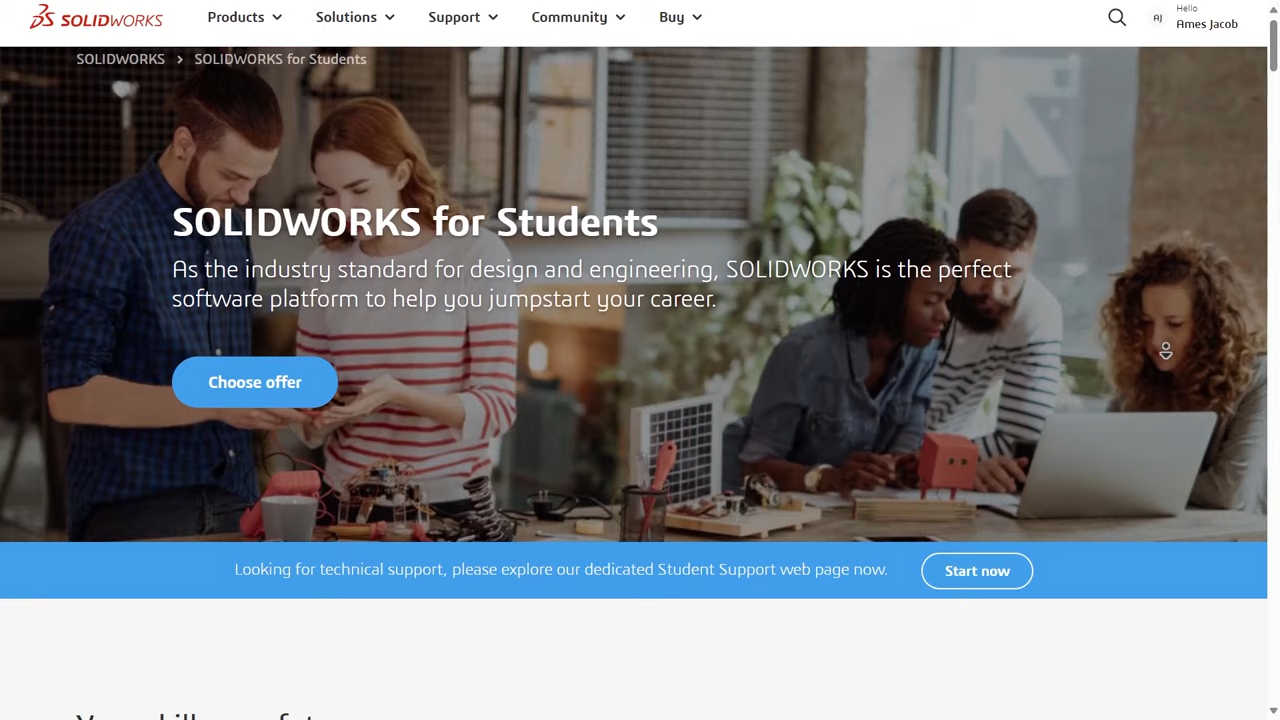 SOLIDWORKS
Products
Solutions
Support
Community
Buy
AJ
Hello
Ames Jacob
SOLIDWORKS > SOLIDWORKS for Students
SOLIDWORKS for Students
As the industry standard for design and engineering, SOLIDWORKS is the perfect
software platform to help you jumpstart your career.
Choose offer
Looking for technical support, please explore our dedicated Student Support web page now.
Start now